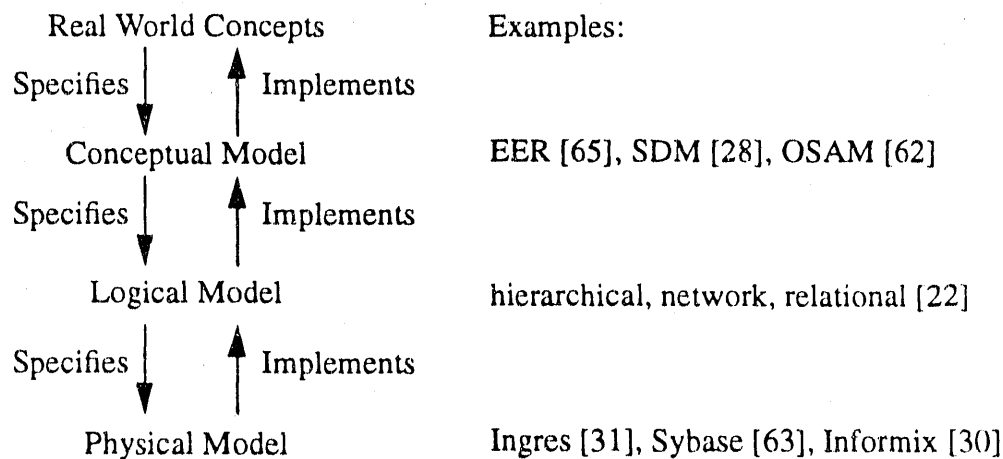 Real World Concepts Examples:
Specifies Implements
Conceptual Model EER [65], SDM [28], OSAM [62]
Specifies Implements
Logical Model hierarchical, network, relational [22]
Specifies Implements
Physical Model Ingres [31], Sybase [63], Informix [30]